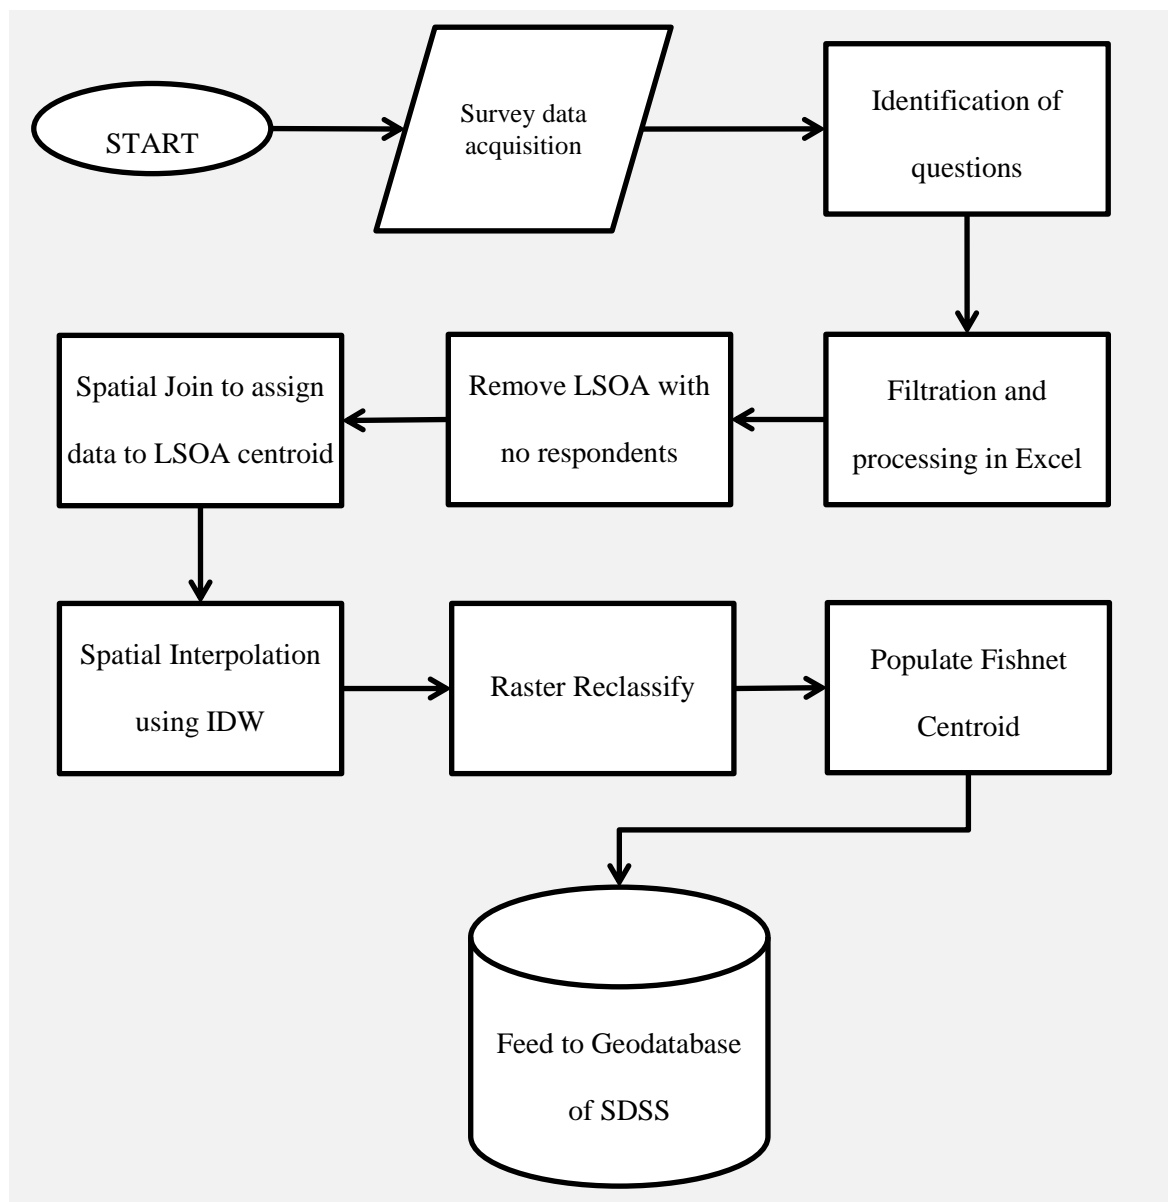 START
Survey data
acquisition
Identification of
questions
Filtration and
processing in Excel
Remove LSOA with
no respondents
Spatial Join to assign
data to LSOA centroid
Spatial Interpolation
using IDW
Raster Reclassify
Populate Fishnet
Centroid
Feed to Geodatabase
of SDSS